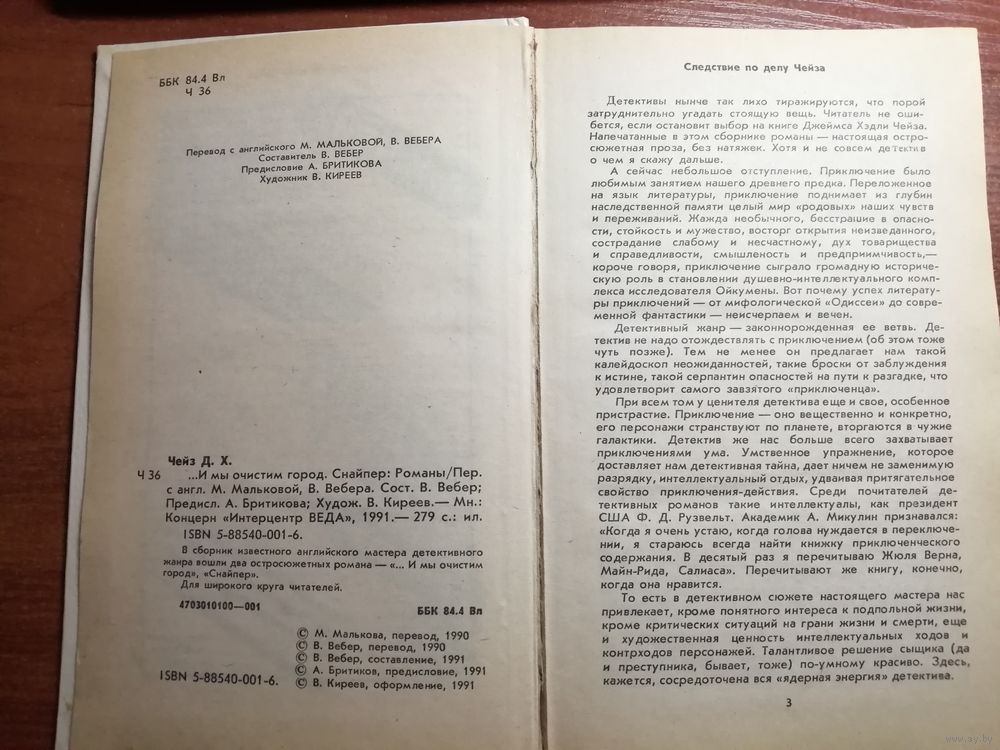 ББК 84.4 Вл
Ч 36
Перевод с английского М. МАЛЬКОВОЙ, В. ВЕБЕРА
Составитель В. ВЕБЕР
Предисловие А. БРИТИКОВА
Художник В. КИРЕЕВ
Чейз Д. Х.
Ч 36 ...И мы очистим город. Снайпер: Романы/Пер.
с англ. М. Мальковой, В. Вебера. Сост. В. Вебер;
Предисл. А. Бритикова; Худож. В. Киреев.— Мн.:
Концерн «Интерцентр ВЕДА», 1991.— 279 с.: ил.
ISBN 5-88540-001-6.
В сборник известного английского мастера детективного
жанра вошли два остросюжетных романа — «... И мы очистим
город», «Снайпер».
Для широкого круга читателей.
4703010100—001 ББК 84.4 Вл
© М. Малькова, перевод, 1990
© В. Вебер, перевод, 1990
© В. Вебер, составление, 1991
© А. Бритиков, предисловие, 1991
ISBN 5-88540-001-6. © В. Киреев, оформление, 1991
Следствие по делу Чейза
Детективы нынче так лихо тиражируются, что порой
затруднительно угадать стоящую вещь. Читатель не оши-
бется, если остановит выбор на книге Джеймса Хэдли Чейза.
Напечатанные в этом сборнике романы — настоящая остро-
сюжетная проза, без натяжек. Хотя и не совсем детектив
о чем я скажу дальше.
А сейчас небольшое отступление. Приключение было
любимым занятием нашего древнего предка. Переложенное
на язык литературы, приключение поднимает из глубин
наследственной памяти целый мир «родовых» наших чувств
и переживаний. Жажда необычного, бесстрашие в опасно-
сти, стойкость и мужество, восторг открытия неизведанного,
сострадание слабому и несчастному, дух товарищества
и справедливости, смышленость и предприимчивость,—
короче говоря, приключение сыграло громадную историче-
скую роль в становлении душевно-интеллектуального комп-
лекса исследователя Ойкумены. Вот почему успех литерату-
ры приключений — от мифологической «Одиссеи» до совре-
менной фантастики — неисчерпаем и вечен.
Детективный жанр — законнорожденная ее ветвь. Де-
тектив не надо отождествлять с приключением (об этом тоже
чуть позже). Тем не менее он предлагает нам такой
калейдоскоп неожиданностей, такие броски от заблуждения
к истине, такой серпантин опасностей на пути к разгадке, что
удовлетворит самого завзятого «приключенца».
При всем том у ценителя детектива еще и свое, особенное
пристрастие. Приключение — оно вещественно и конкретно,
его персонажи странствуют по планете, вторгаются в чужие
галактики. Детектив же нас больше всего захватывает
приключениями ума. Умственное упражнение, которое
доставляет нам детективная тайна, дает ничем не заменимую
разрядку, интеллектуальный отдых, удваивая притягательное
свойство приключения-действия. Среди почитателей де-
тективных романов такие интеллектуалы, как президент
США Ф. Д. Рузвельт. Академик А. Микулин признавался:
«Когда я очень устаю, когда голова нуждается в переключе-
нии, я стараюсь всегда найти книжку приключенческого
содержания. В десятый раз я перечитываю Жюля Верна,
Майн-Рида, Салиаса». Перечитывают же книгу, конечно,
когда она нравится.
То есть в детективном сюжете настоящего мастера нас
привлекает, кроме понятного интереса к подпольной жизни,
кроме критических ситуаций на грани жизни и смерти, еще
и художественная ценность интеллектуальных ходов и
контрходов персонажей. Талантливое решение сыщика (да
и преступника, бывает, тоже) по-умному красиво. Здесь,
кажется, сосредоточена вся «ядерная энергия» детектива.
3
www.ay.by